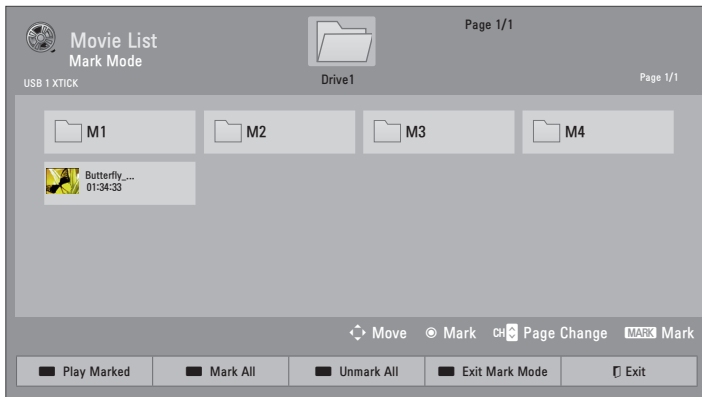 Movie List
Page 1/1
Mark Mode
USB 1 XTICK
Drive1
Page 1/1
M1
M2
M3
M4
Butterfly_...
01:34:33
Move
Mark
CH
Page Change
MARK
Mark
Play Marked
Mark All
Unmark All
Exit Mark Mode
Exit